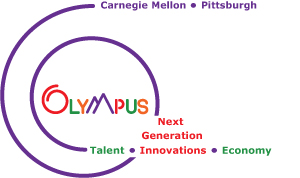 Carnegie Mellon • Pittsburgh
OLYMPUS
Next
Generation
Talent • Innovations • Economy